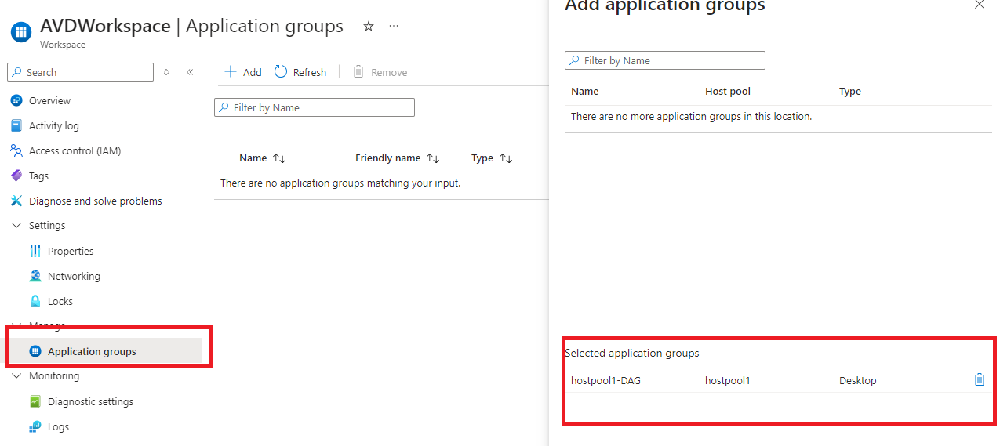 AVDWorkspace | Application groups
Workspace
Search
Overview
Activity log
Access control (IAM)
Tags
Diagnose and solve problems
Settings
Properties
Networking
Locks
Manage
Application groups
Monitoring
Diagnostic settings
Logs
Add Refresh Remove
Filter by Name
Name Friendly name Type
There are no application groups matching your input.
Add application groups
Filter by Name
Name Host pool Type
There are no more application groups in this location.
Selected application groups
hostpool1-DAG hostpool1 Desktop